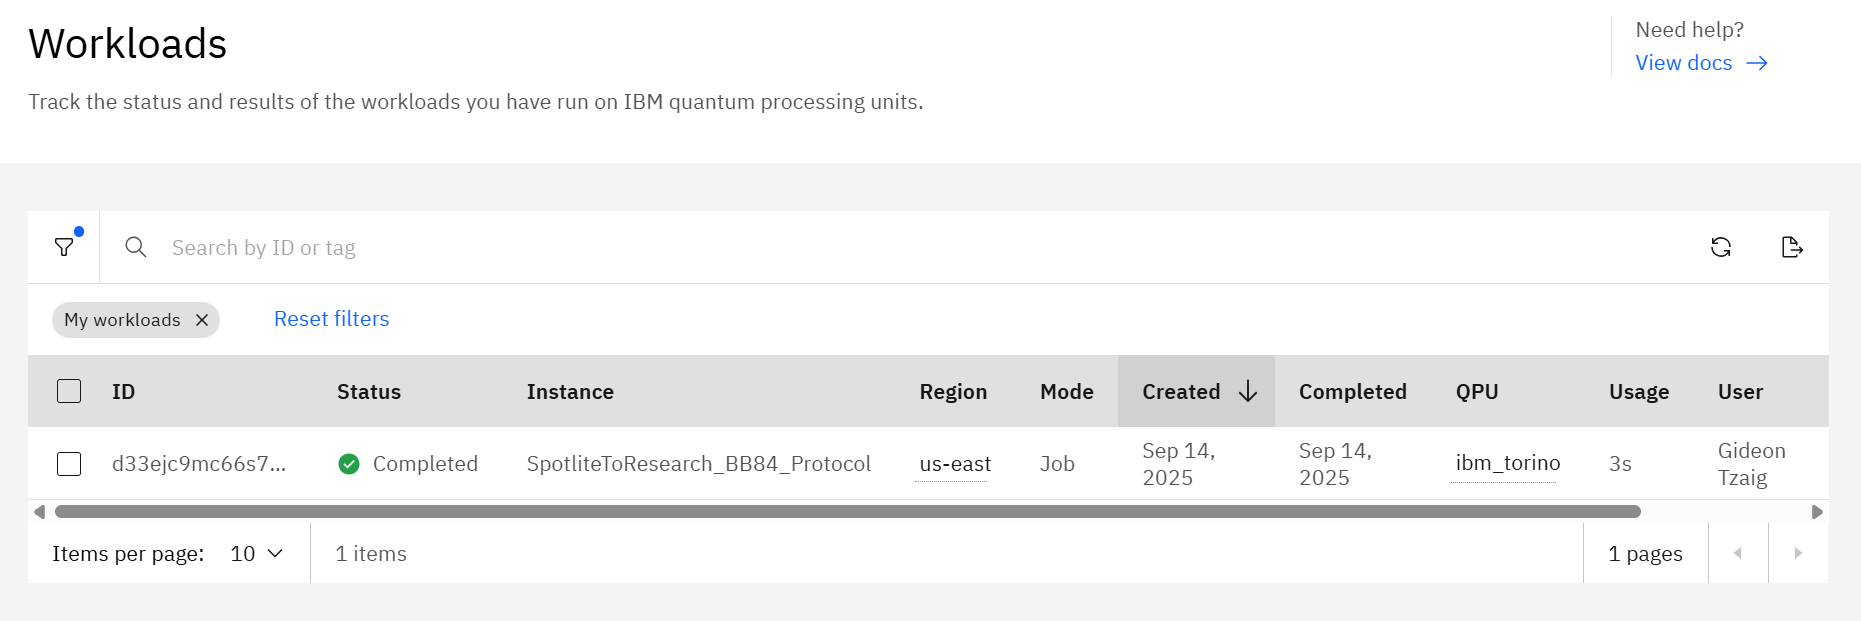 Workloads
Need help?
View docs
Track the status and results of the workloads you have run on IBM quantum processing units.
Search by ID or tag
My workloads
Reset filters
ID Status Instance Region Mode Created Completed QPU Usage User
d33ejc9mc66s7... Completed SpotliteToResearch_BB84_Protocol us-east Job Sep 14, 2025 Sep 14, 2025 ibm_torino 3s Gideon Tzaig
Items per page: 10 1 items 1 pages